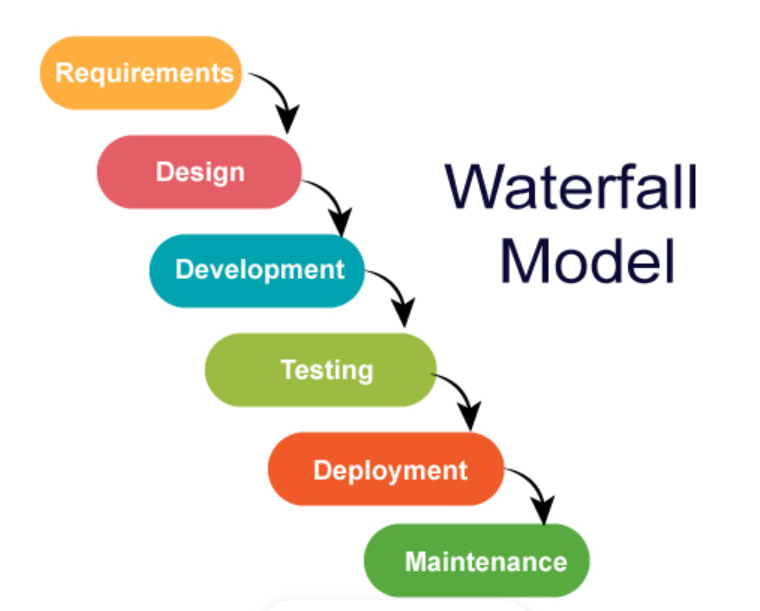 Requirements
Design
Waterfall
Model
Development
Testing
Deployment
Maintenance